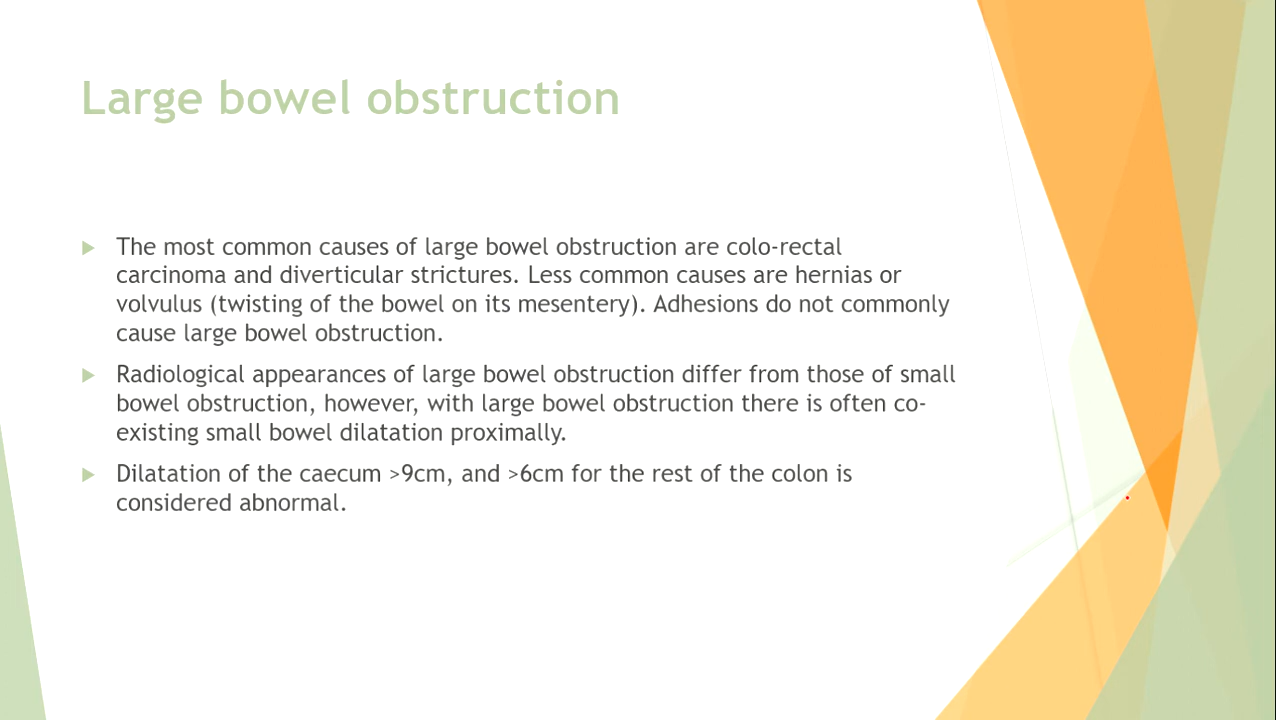 Large bowel obstruction
The most common causes of large bowel obstruction are colo-rectal
carcinoma and diverticular strictures. Less common causes are hernias or
volvulus (twisting of the bowel on its mesentery). Adhesions do not commonly
cause large bowel obstruction.
Radiological appearances of large bowel obstruction differ from those of small
bowel obstruction, however, with large bowel obstruction there is often co-
existing small bowel dilatation proximally.
Dilatation of the caecum >9cm, and >6cm for the rest of the colon is
considered abnormal.